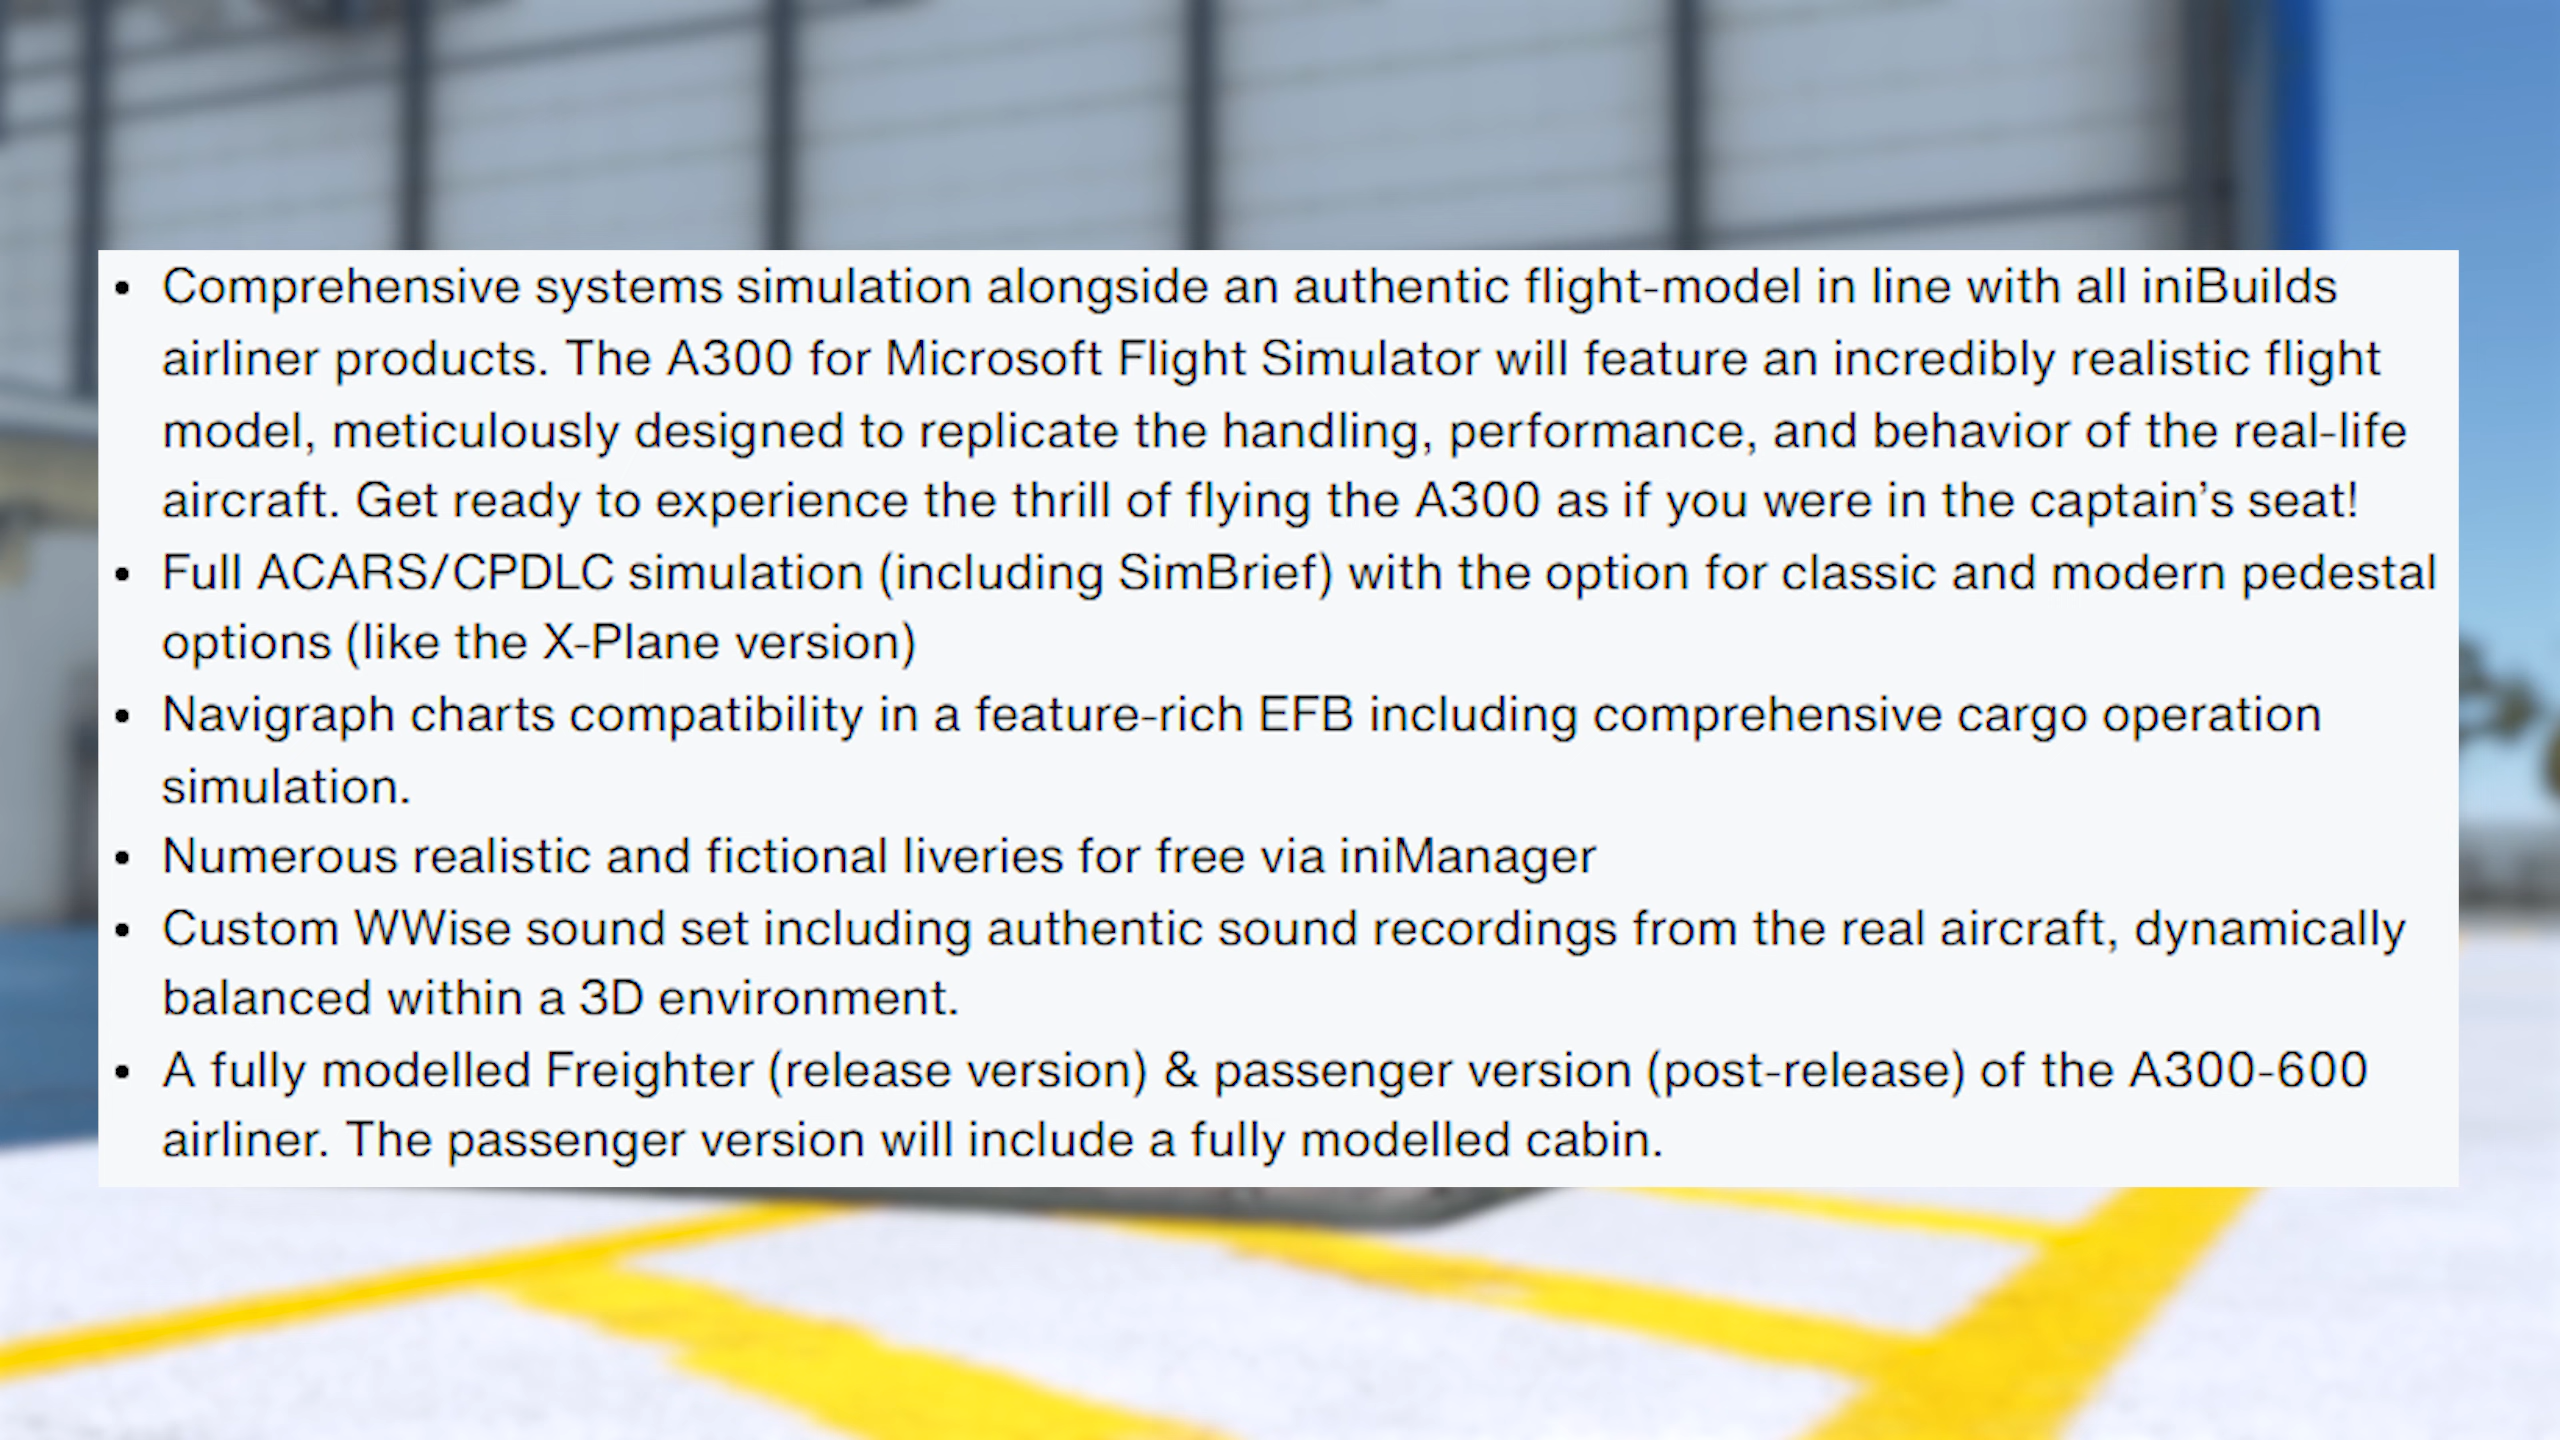 • Comprehensive systems simulation alongside an authentic flight-model in line with all iniBuilds
airliner products. The A300 for Microsoft Flight Simulator will feature an incredibly realistic flight
model, meticulously designed to replicate the handling, performance, and behavior of the real-life
aircraft. Get ready to experience the thrill of flying the A300 as if you were in the captain’s seat!
• Full ACARS/CPDLC simulation (including SimBrief) with the option for classic and modern pedestal
options (like the X-Plane version)
• Navigraph charts compatibility in a feature-rich EFB including comprehensive cargo operation
simulation.
• Numerous realistic and fictional liveries for free via iniManager
• Custom WWise sound set including authentic sound recordings from the real aircraft, dynamically
balanced within a 3D environment.
• A fully modelled Freighter (release version) & passenger version (post-release) of the A300-600
airliner. The passenger version will include a fully modelled cabin.